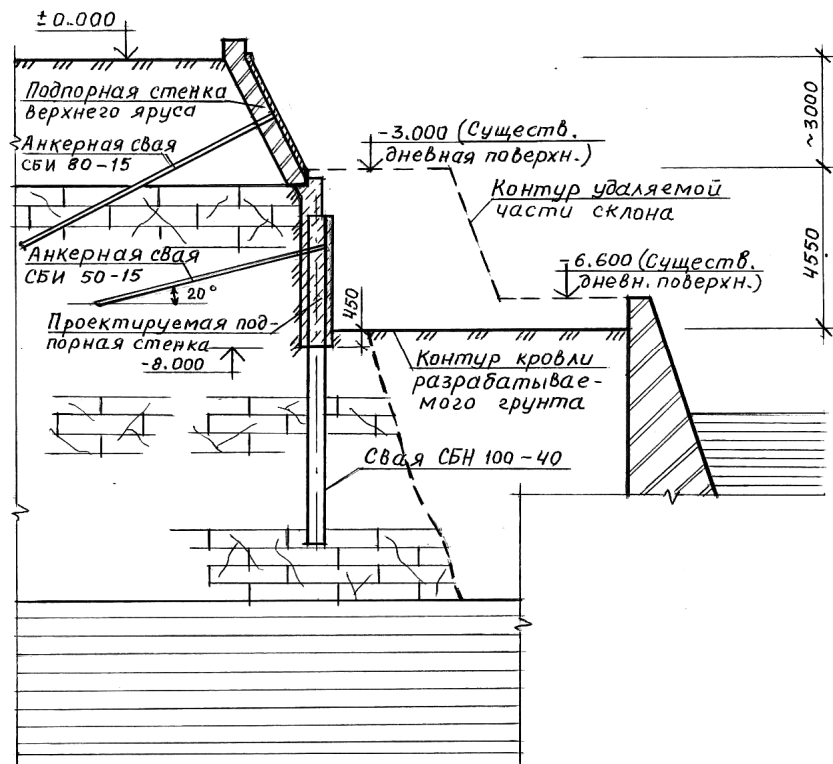 ±0.000
Подпорная стенка
верхнего яруса
Анкерная свая
СБИ 80-15
-3.000 (Существ.
дневная поверхн.)
~3000
Контур удаляемой
части склона
Анкерная свая
СБИ 50-15
20°
-6.600 (Существ.
дневн. поверхн.)
4550
450
Проектируемая под-
порная стенка
-8.000
Контур кровли
разрабатывае-
мого грунта
Свая СБН 100-40